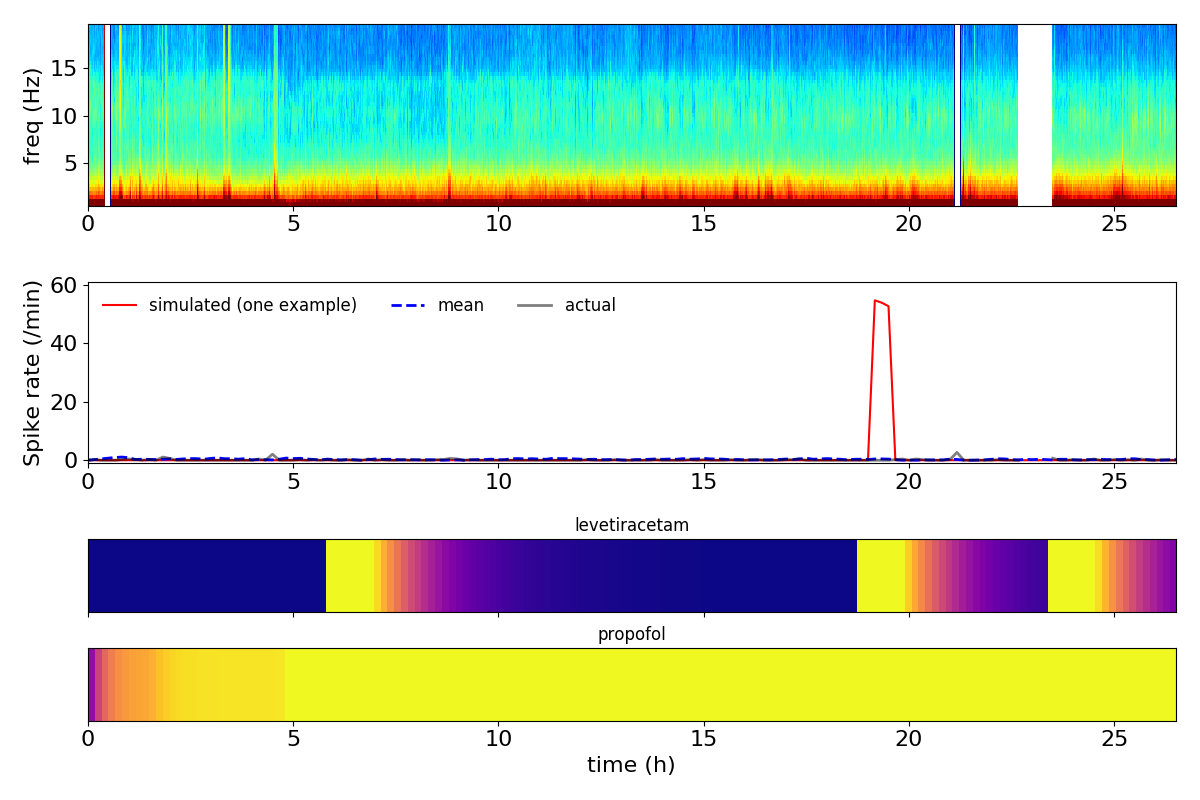 15
10
5
freq (Hz)
0 5 10 15 20 25
60
40
20
0
Spike rate (/min)
simulated (one example) mean actual
0 5 10 15 20 25
levetiracetam
propofol
0 5 10 15 20 25
time (h)